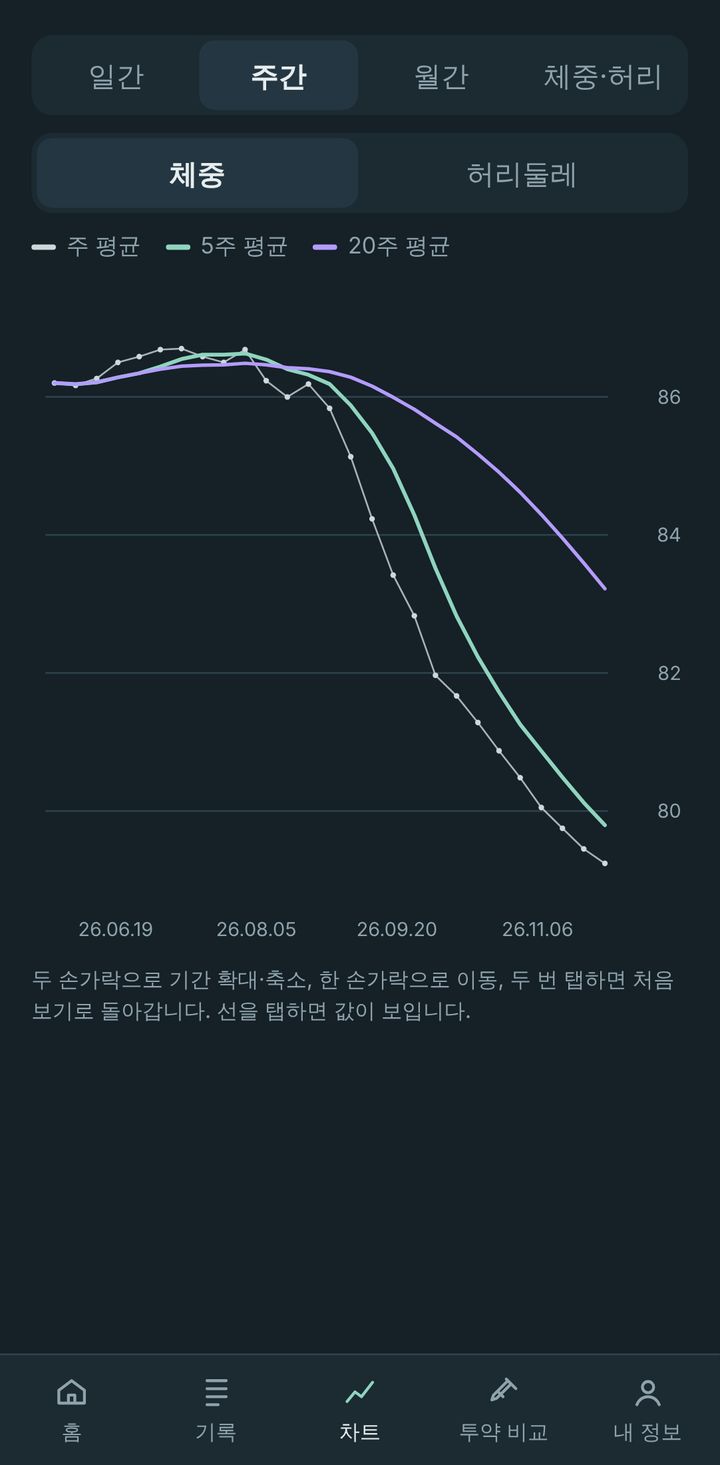 일간 주간 월간 체중·허리
체중 허리둘레
주 평균 5주 평균 20주 평균
86
84
82
80
26.06.19 26.08.05 26.09.20 26.11.06
두 손가락으로 기간 확대·축소, 한 손가락으로 이동, 두 번 탭하면 처음
보기로 돌아갑니다. 선을 탭하면 값이 보입니다.
홈 기록 차트 투약 비교 내 정보